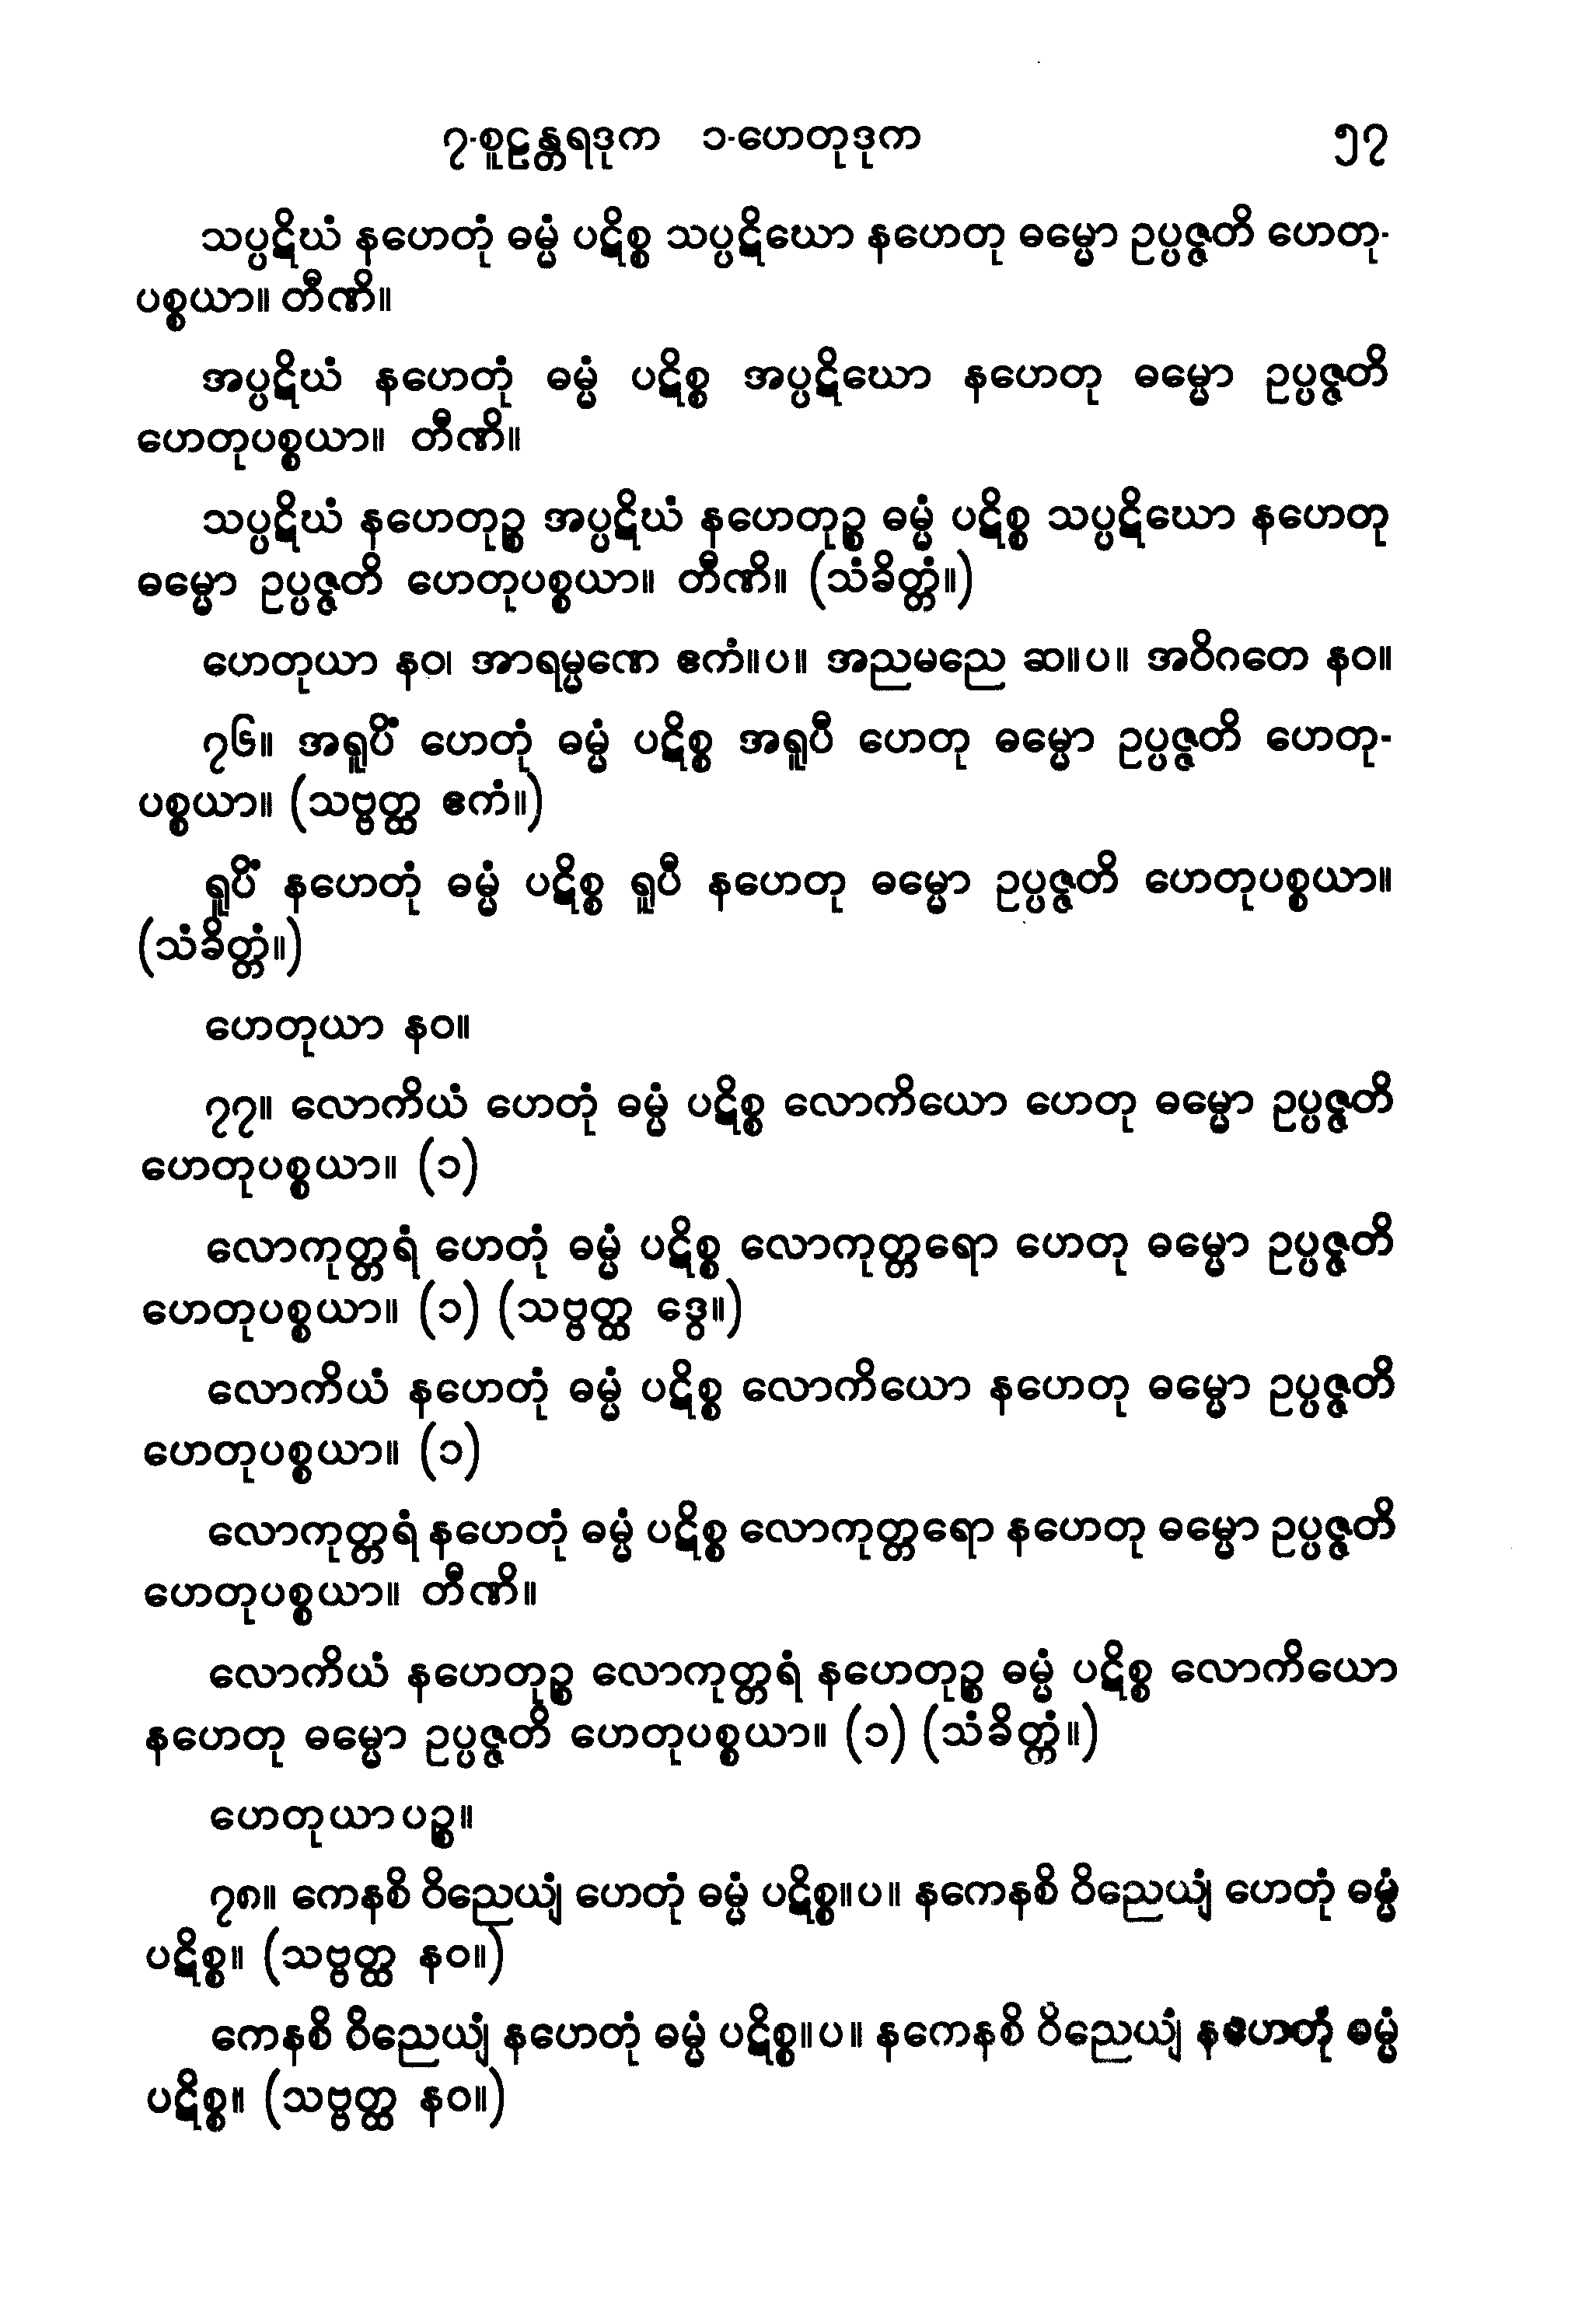 ၇-စူဠန္တရဒုက ၁-ဟေတုဒုက ၅၇
သပ္ပဋိဃံ နဟေတုံ ဓမ္မံ ပဋိစ္စ သပ္ပဋိဃော နဟေတု ဓမ္မော ဥပ္ပဇ္ဇတိ ဟေတု-
ပစ္စယာ။ တီဏိ။
အပ္ပဋိဃံ နဟေတုံ ဓမ္မံ ပဋိစ္စ အပ္ပဋိဃော နဟေတု ဓမ္မော ဥပ္ပဇ္ဇတိ
ဟေတုပစ္စယာ။ တီဏိ။
သပ္ပဋိဃံ နဟေတုဉ္စ အပ္ပဋိဃံ နဟေတုဉ္စ ဓမ္မံ ပဋိစ္စ သပ္ပဋိဃော နဟေတု
ဓမ္မော ဥပ္ပဇ္ဇတိ ဟေတုပစ္စယာ။ တီဏိ။ (သံခိတ္တံ။)
ဟေတုယာ နဝ၊ အာရမ္မဏေ ဧကံ။ပ။ အညမညေ ဆ။ပ။ အဝိဂတေ နဝ။
၇၆။ အရူပိံ ဟေတုံ ဓမ္မံ ပဋိစ္စ အရူပီ ဟေတု ဓမ္မော ဥပ္ပဇ္ဇတိ ဟေတု-
ပစ္စယာ။ (သဗ္ဗတ္ထ ဧကံ။)
ရူပိံ နဟေတုံ ဓမ္မံ ပဋိစ္စ ရူပီ နဟေတု ဓမ္မော ဥပ္ပဇ္ဇတိ ဟေတုပစ္စယာ။
(သံခိတ္တံ။)
ဟေတုယာ နဝ။
၇၇။ လောကိယံ ဟေတုံ ဓမ္မံ ပဋိစ္စ လောကိယော ဟေတု ဓမ္မော ဥပ္ပဇ္ဇတိ
ဟေတုပစ္စယာ။ (၁)
လောကုတ္တရံ ဟေတုံ ဓမ္မံ ပဋိစ္စ လောကုတ္တရော ဟေတု ဓမ္မော ဥပ္ပဇ္ဇတိ
ဟေတုပစ္စယာ။ (၁) (သဗ္ဗတ္ထ ဒွေ။)
လောကိယံ နဟေတုံ ဓမ္မံ ပဋိစ္စ လောကိယော နဟေတု ဓမ္မော ဥပ္ပဇ္ဇတိ
ဟေတုပစ္စယာ။ (၁)
လောကုတ္တရံ နဟေတုံ ဓမ္မံ ပဋိစ္စ လောကုတ္တရော နဟေတု ဓမ္မော ဥပ္ပဇ္ဇတိ
ဟေတုပစ္စယာ။ တီဏိ။
လောကိယံ နဟေတုဉ္စ လောကုတ္တရံ နဟေတုဉ္စ ဓမ္မံ ပဋိစ္စ လောကိယော
နဟေတု ဓမ္မော ဥပ္ပဇ္ဇတိ ဟေတုပစ္စယာ။ (၁) (သံခိတ္တံ။)
ဟေတုယာ ပဉ္စ။
၇၈။ ကေနစိ ဝိညေယျံ ဟေတုံ ဓမ္မံ ပဋိစ္စ။ပ။ နကေနစိ ဝိညေယျံ ဟေတုံ ဓမ္မံ
ပဋိစ္စ။ (သဗ္ဗတ္ထ နဝ။)
ကေနစိ ဝိညေယျံ နဟေတုံ ဓမ္မံ ပဋိစ္စ။ပ။ နကေနစိ ဝိညေယျံ နဟေတုံ ဓမ္မံ
ပဋိစ္စ။ (သဗ္ဗတ္ထ နဝ။)